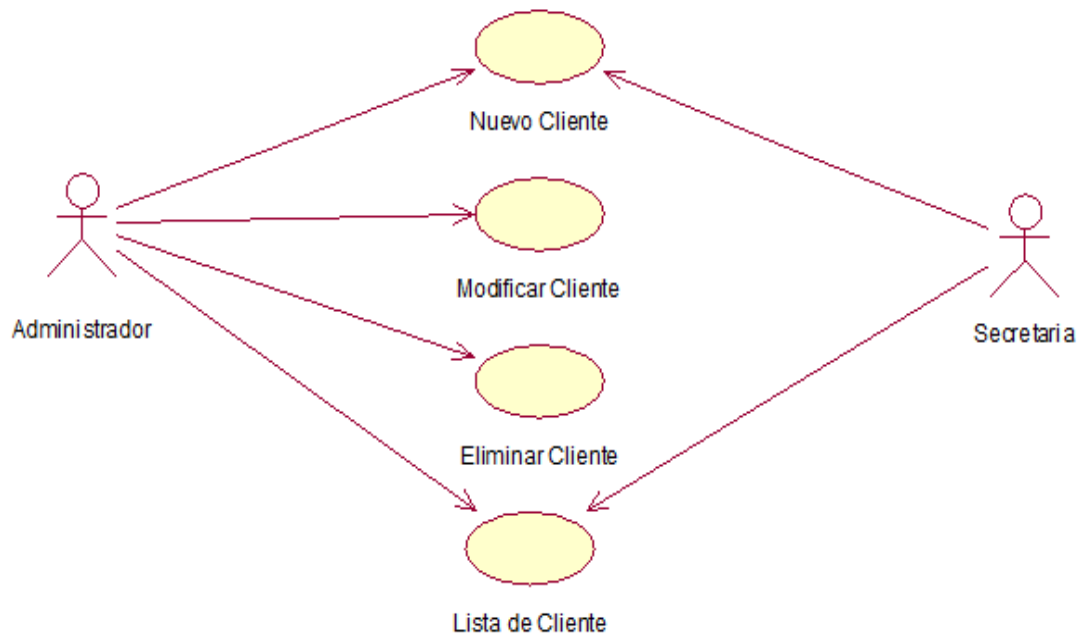 Nuevo Cliente
Modificar Cliente
Administrador
Secretaria
Eliminar Cliente
Lista de Cliente